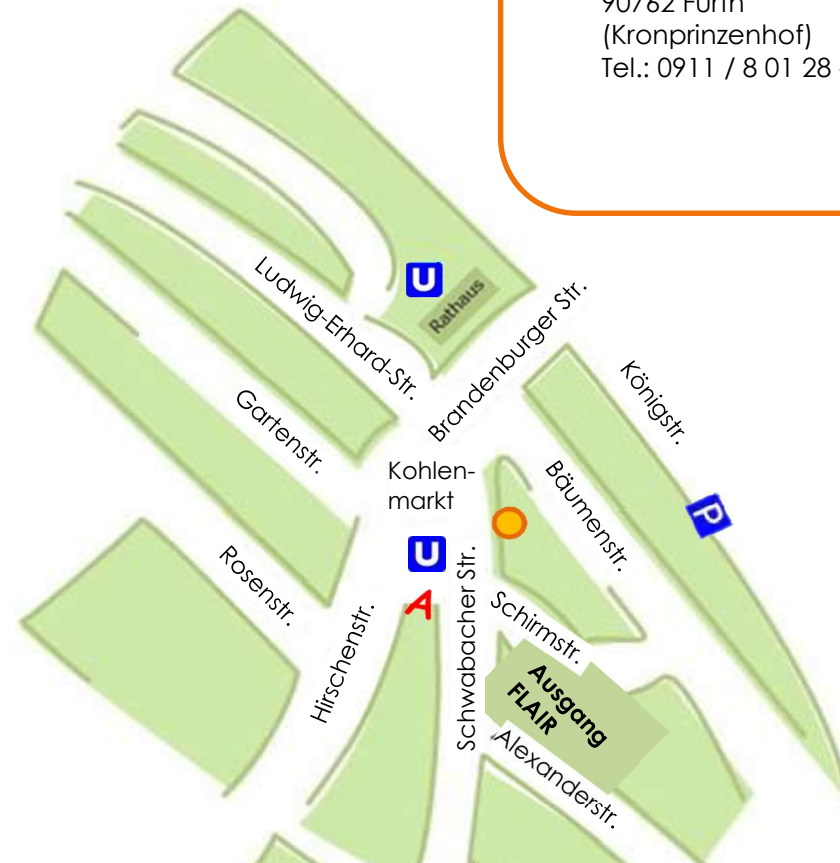 90762 Fürth
(Kronprinzenhof)
Tel.: 0911 / 8 01 28
U
Rathaus
Ludwig-Erhard-Str.
Brandenburger Str.
Königstr.
Gartenstr.
Kohlen-
markt
Bäumenstr.
P
U
Rosenstr.
Hirschenstr.
A
Schwabacher Str.
Schirmstr.
Ausgang
FLAIR
Alexanderstr.